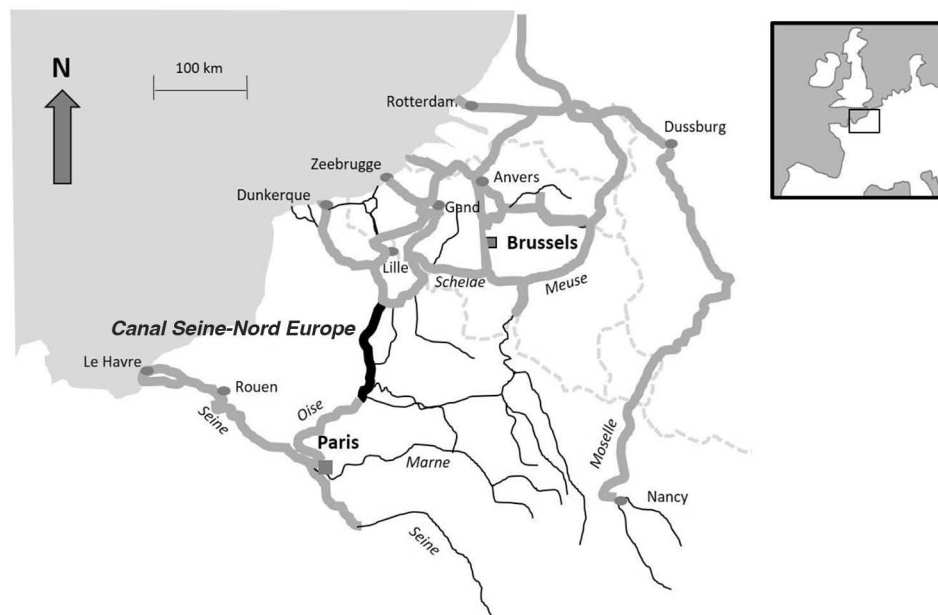 N
100 km
Rotterdam
Dussburg
Zeebrugge
Anvers
Dunkerque
Gand
Brussels
Lille
Schelde
Meuse
Canal Seine-Nord Europe
Le Havre
Rouen
Oise
Seine
Paris
Marne
Moselle
Nancy
Seine